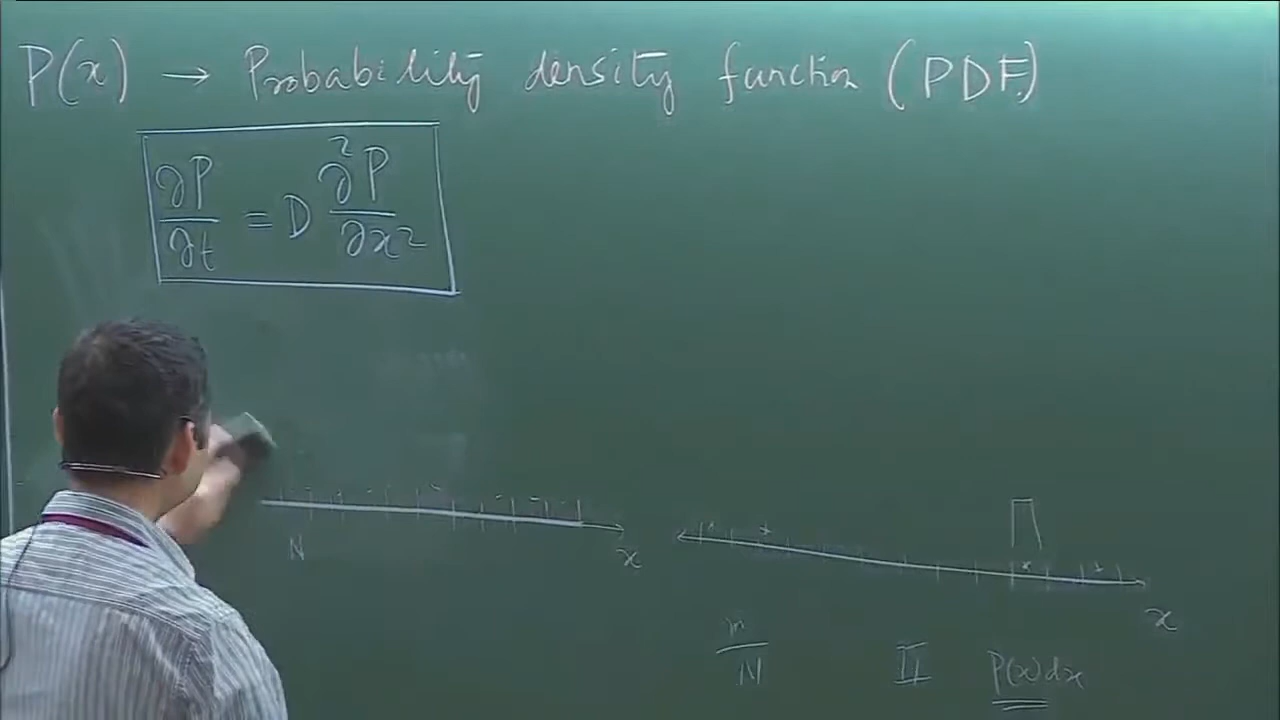 P(x) → Probability density function (PDF)
∂P/∂t = D ∂²P/∂x²
N
x
x
n/N II P(x)dx